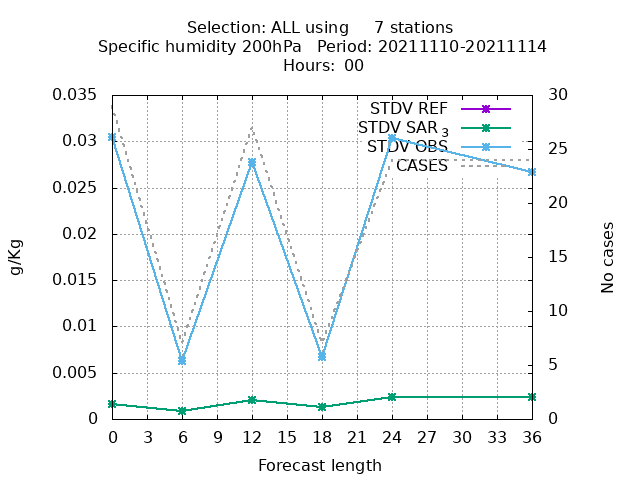 Selection: ALL using     7 stations
Specific humidity 200hPa   Period: 20211110-20211114
Hours: 00
0.035
0.03
0.025
0.02
0.015
0.01
0.005
0
g/Kg
STDV REF
STDV SAR 3
STDV OBS
CASES
30
25
20
15
10
5
0
No cases
0 3 6 9 12 15 18 21 24 27 30 33 36
Forecast length